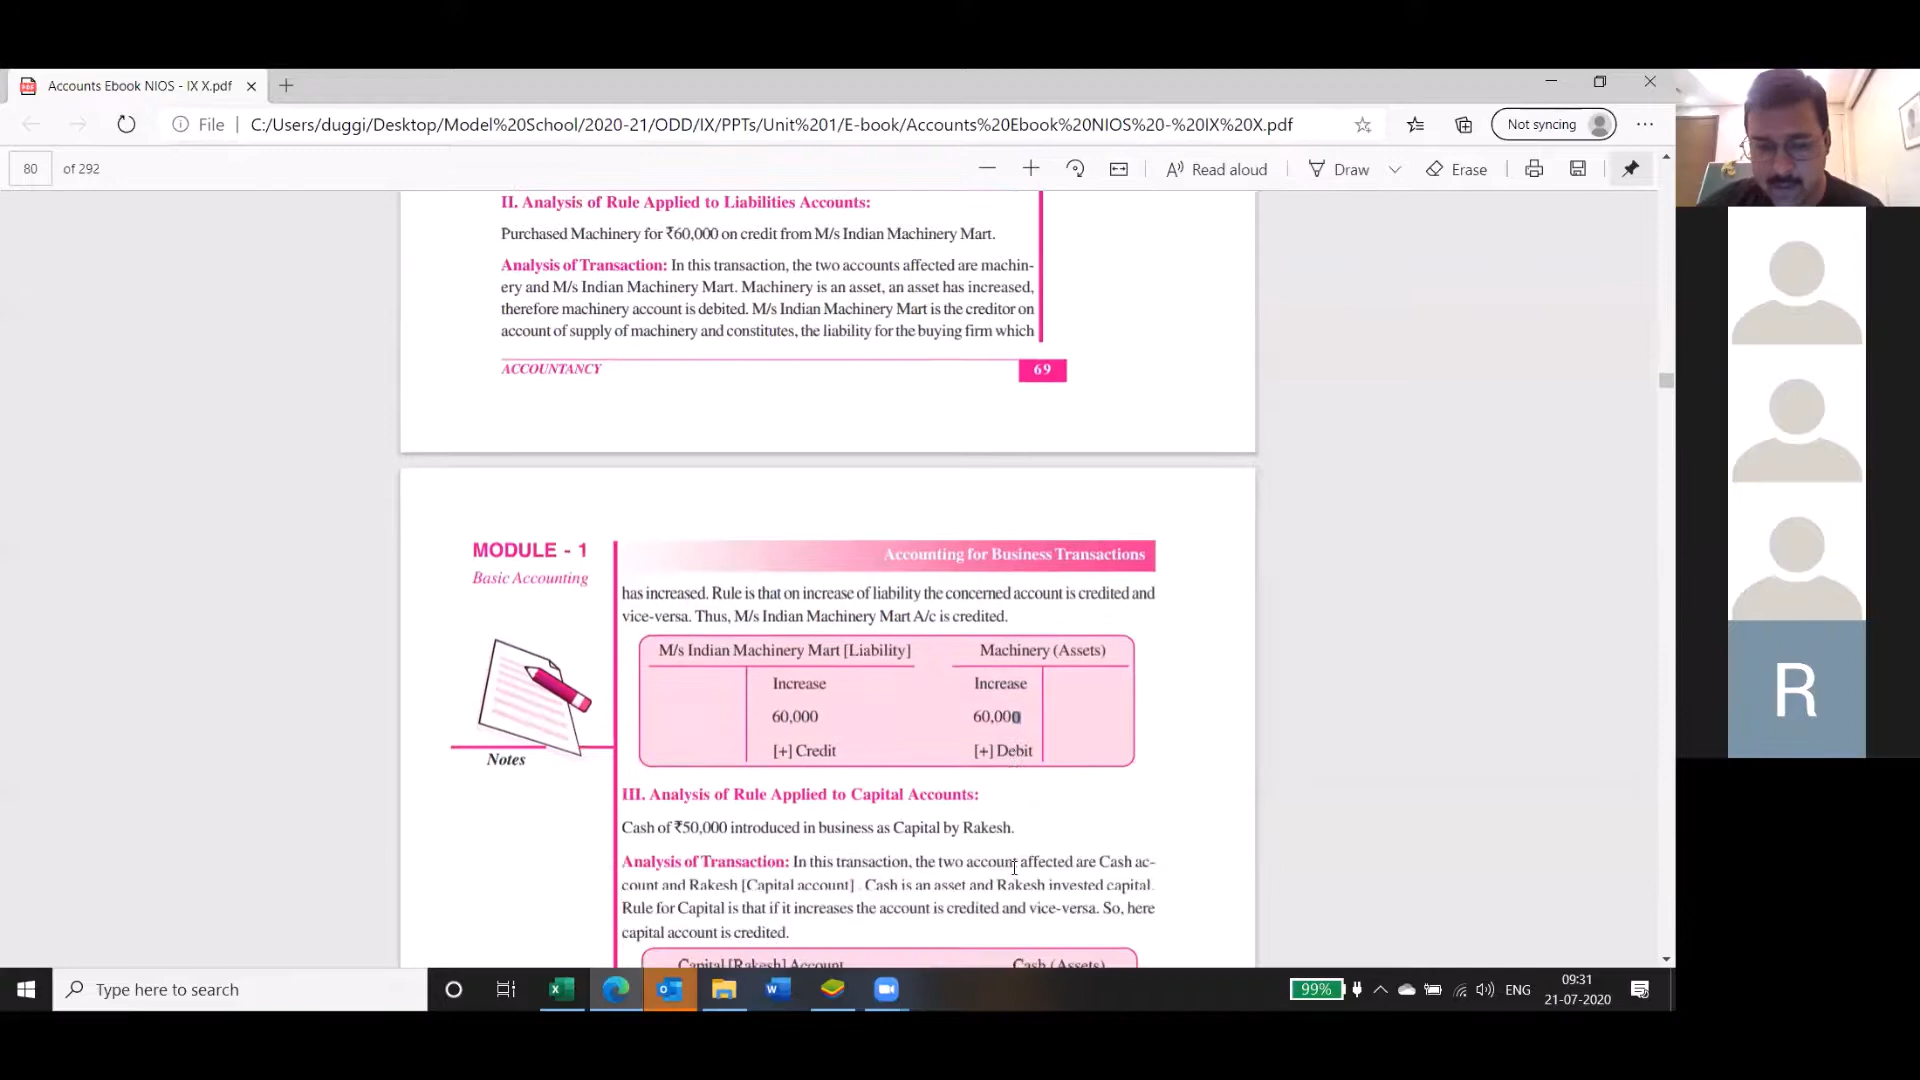 Accounts Ebook NIOS - IX X.pdf
File
C:/Users/duggi/Desktop/Model%20School/2020-21/ODD/IX/PPTs/Unit%201/E-book/Accounts%20Ebook%20NIOS%20-%20IX%20X.pdf
Not syncing
80 of 292
Read aloud
Draw
Erase
II. Analysis of Rule Applied to Liabilities Accounts:
Purchased Machinery for ₹60,000 on credit from M/s Indian Machinery Mart.
Analysis of Transaction: In this transaction, the two accounts affected are machin-
ery and M/s Indian Machinery Mart. Machinery is an asset, an asset has increased,
therefore machinery account is debited. M/s Indian Machinery Mart is the creditor on
account of supply of machinery and constitutes, the liability for the buying firm which
ACCOUNTANCY
69
MODULE - 1
Basic Accounting
Notes
Accounting for Business Transactions
has increased. Rule is that on increase of liability the concerned account is credited and
vice-versa. Thus, M/s Indian Machinery Mart A/c is credited.
M/s Indian Machinery Mart [Liability]
Machinery (Assets)
Increase
Increase
60,000
60,000
[+] Credit
[+] Debit
III. Analysis of Rule Applied to Capital Accounts:
Cash of ₹50,000 introduced in business as Capital by Rakesh.
Analysis of Transaction: In this transaction, the two account affected are Cash ac-
count and Rakesh [Capital account] . Cash is an asset and Rakesh invested capital.
Rule for Capital is that if it increases the account is credited and vice-versa. So, here
capital account is credited.
Capital [Rakesh] Account
Cash (Assets)
R
Type here to search
99%
ENG
09:31
21-07-2020